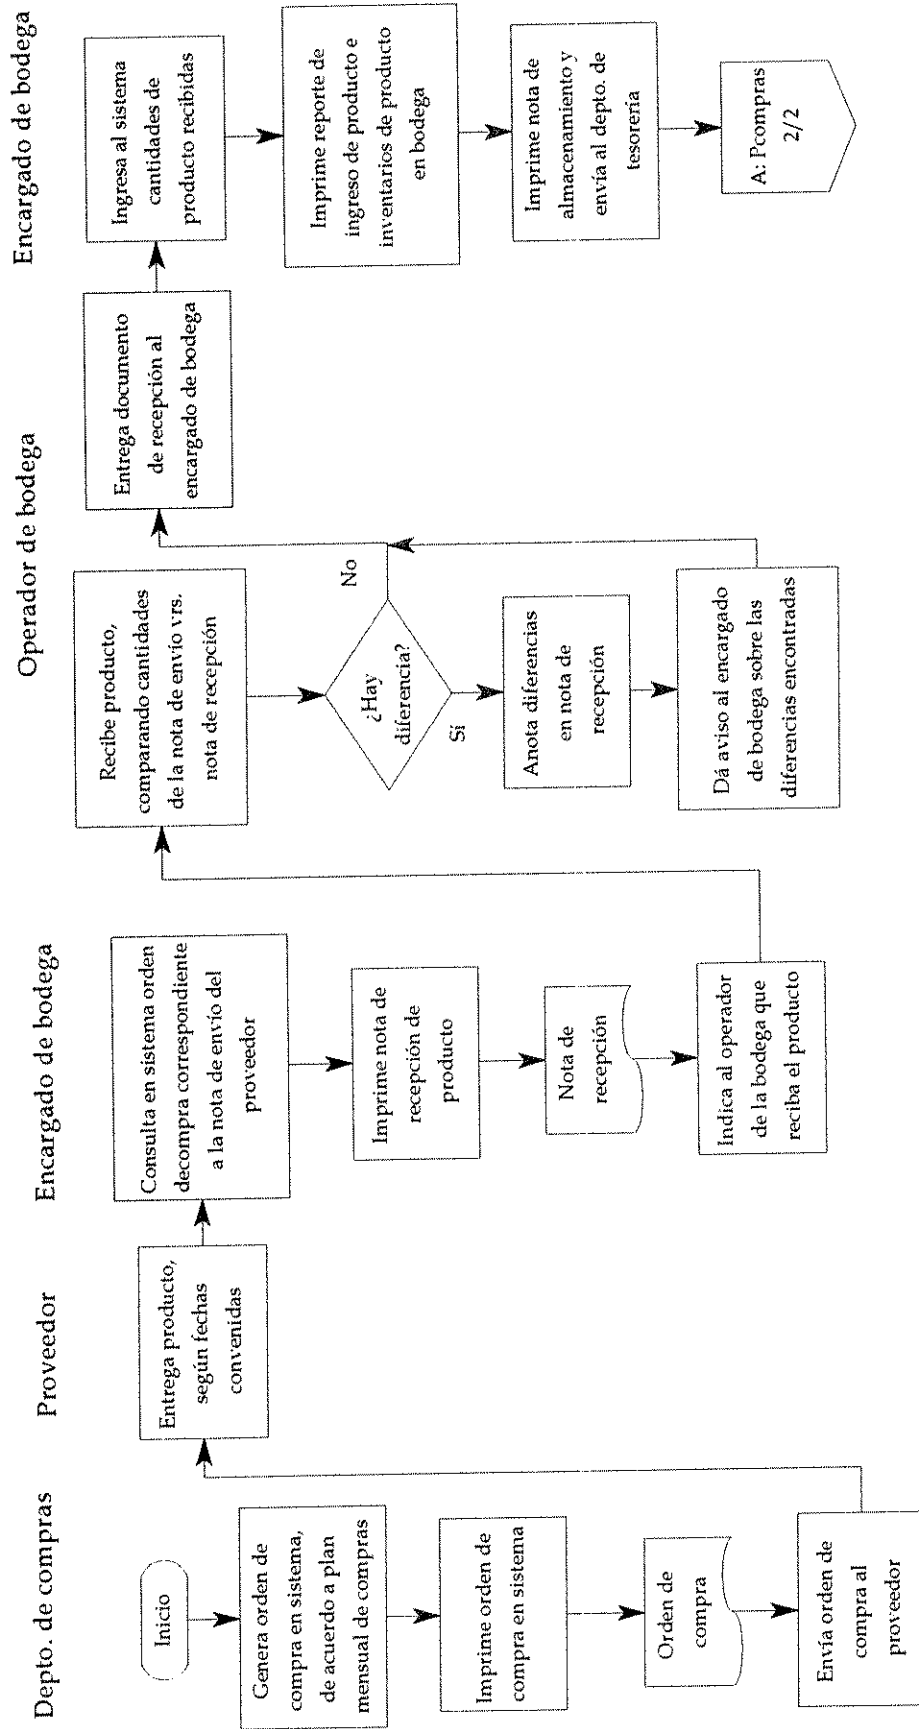 Depto. de compras
Inicio
Genera orden de
compra en sistema,
de acuerdo a plan
mensual de compras
Imprime orden de
compra en sistema
Orden de
compra
Envía orden de
compra al
proveedor
Proveedor
Entrega producto,
según fechas
convenidas
Encargado de bodega
Consulta en sistema orden
decompra correspondiente
a la nota de envío del
proveedor
Imprime nota de
recepción de
producto
Nota de
recepción
Indica al operador
de la bodega que
reciba el producto
Operador de bodega
Recibe producto,
comparando cantidades
de la nota de envío vrs.
nota de recepción
¿Hay
diferencia?
No
Sí
Anota diferencias
en nota de
recepción
Dá aviso al encargado
de bodega sobre las
diferencias encontradas
Entrega documento
de recepción al
encargado de bodega
Encargado de bodega
Ingresa al sistema
cantidades de
producto recibidas
Imprime reporte de
ingreso de producto e
inventarios de producto
en bodega
Imprime nota de
almacenamiento y
envía al depto. de
tesorería
A: Pcompras
2/2